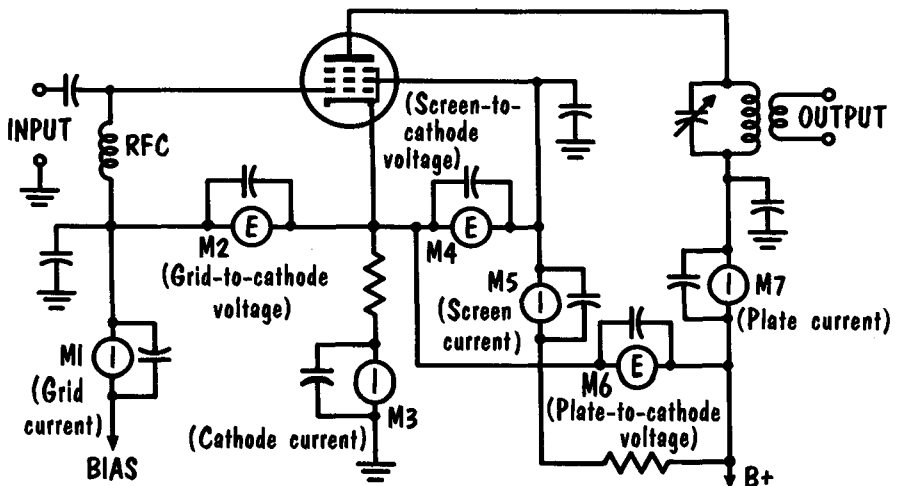 INPUT
RFC
(Screen-to-
cathode
voltage)
OUTPUT
E
M2
(Grid-to-cathode
voltage)
E
M4
M5
(Screen
current)
I
I
M7
(Plate current)
M1
(Grid
current)
I
BIAS
I
M3
(Cathode current)
E
M6
(Plate-to-cathode
voltage)
B+